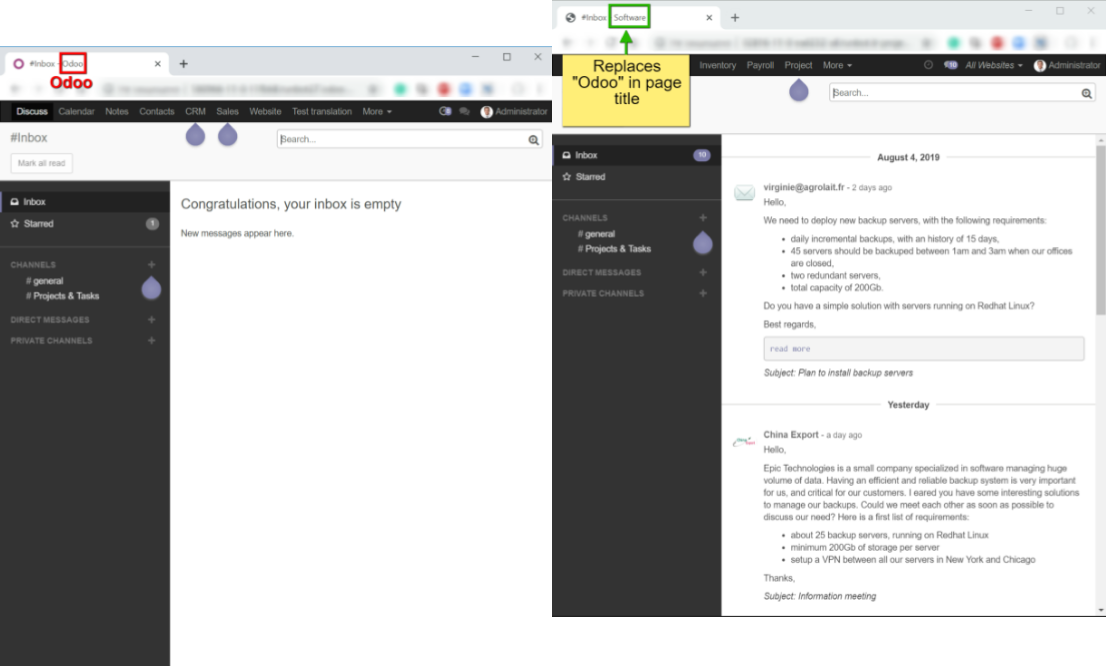 #Inbox - Odoo
Odoo
Discuss Calendar Notes Contacts CRM Sales Website Test translation More Administrator
#Inbox
Search...
Mark all read
Inbox
Starred 1
CHANNELS
# general
# Projects & Tasks
DIRECT MESSAGES
PRIVATE CHANNELS
Congratulations, your inbox is empty
New messages appear here.
#Inbox - Software
Replaces
"Odoo" in page
title
Inventory Payroll Project More 10 All Websites Administrator
Search...
Inbox 10
Starred
CHANNELS
# general
# Projects & Tasks
DIRECT MESSAGES
PRIVATE CHANNELS
August 4, 2019
virginie@agrolait.fr - 2 days ago
Hello,
We need to deploy new backup servers, with the following requirements:
• daily incremental backups, with an history of 15 days,
• 45 servers should be backuped between 1am and 3am when our offices
are closed,
• two redundant servers,
• total capacity of 200Gb.
Do you have a simple solution with servers running on Redhat Linux?
Best regards,
read more
Subject: Plan to install backup servers
Yesterday
China Export - a day ago
Hello,
Epic Technologies is a small company specialized in software managing huge
volume of data. Having an efficient and reliable backup system is very important
for us, and critical for our customers. I eared you have some interesting solutions
to manage our backups. Could we meet each other as soon as possible to
discuss our need? Here is a first list of requirements:
• about 25 backup servers, running on Redhat Linux
• minimum 200Gb of storage per server
• setup a VPN between all our servers in New York and Chicago
Thanks,
Subject: Information meeting